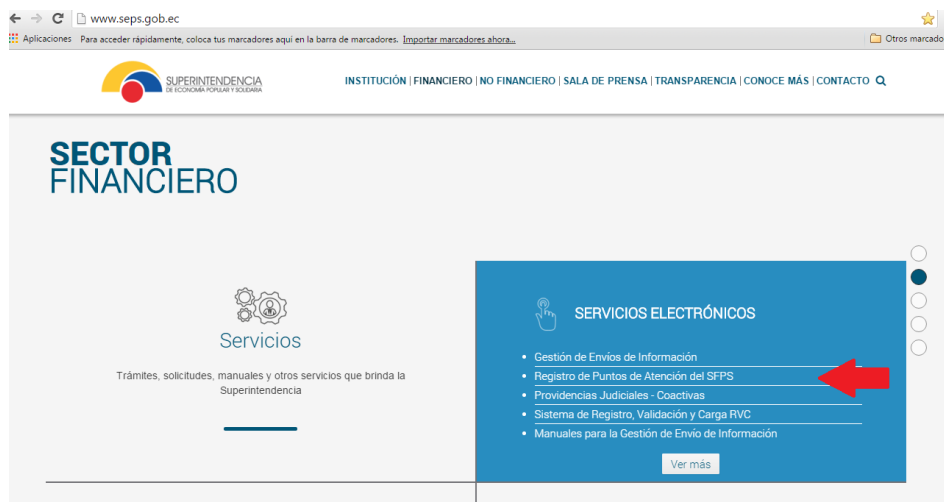 www.seps.gob.ec
Aplicaciones Para acceder rápidamente, coloca tus marcadores aquí en la barra de marcadores. Importar marcadores ahora... Otros marcado
SUPERINTENDENCIA
DE ECONOMÍA POPULAR Y SOLIDARIA
INSTITUCIÓN | FINANCIERO | NO FINANCIERO | SALA DE PRENSA | TRANSPARENCIA | CONOCE MÁS | CONTACTO
SECTOR
FINANCIERO
Servicios
Trámites, solicitudes, manuales y otros servicios que brinda la
Superintendencia
SERVICIOS ELECTRÓNICOS
• Gestión de Envíos de Información
• Registro de Puntos de Atención del SFPS
• Providencias Judiciales - Coactivas
• Sistema de Registro, Validación y Carga RVC
• Manuales para la Gestión de Envío de Información
Ver más